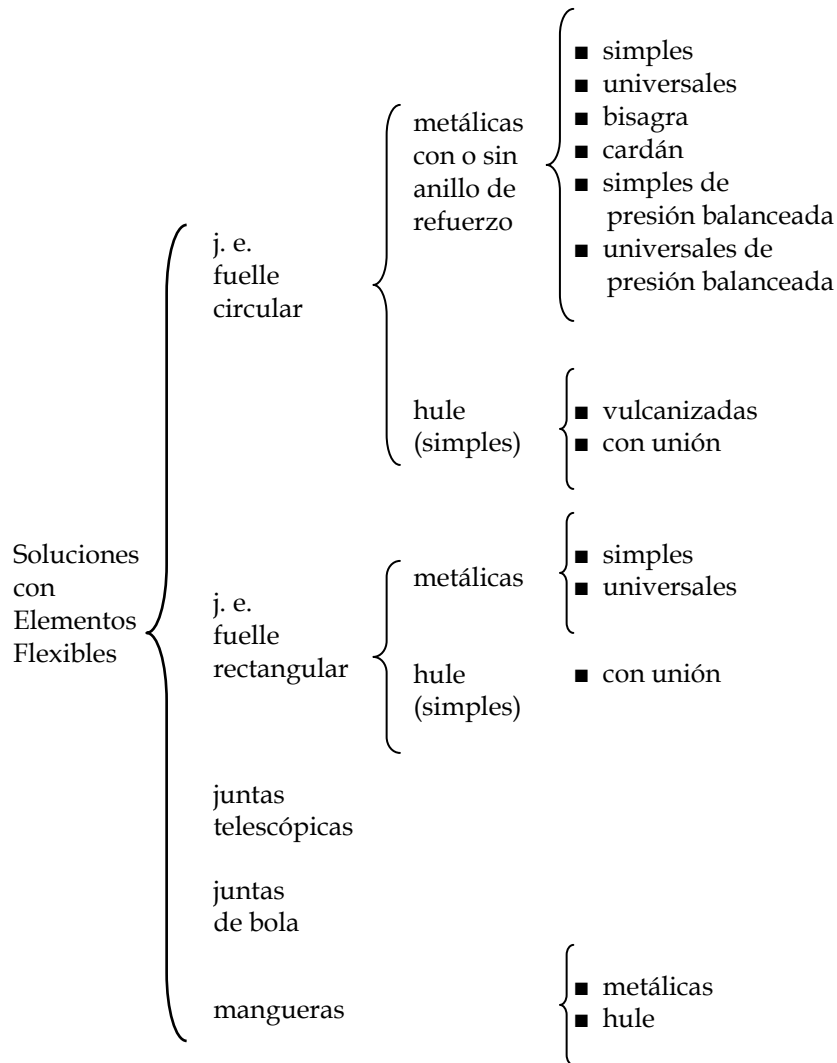 Soluciones
con
Elementos
Flexibles
j. e.
fuelle
circular
metálicas
con o sin
anillo de
refuerzo
■ simples
■ universales
■ bisagra
■ cardán
■ simples de
presión balanceada
■ universales de
presión balanceada
hule
(simples)
■ vulcanizadas
■ con unión
j. e.
fuelle
rectangular
metálicas
■ simples
■ universales
hule
(simples)
■ con unión
juntas
telescópicas
juntas
de bola
mangueras
■ metálicas
■ hule